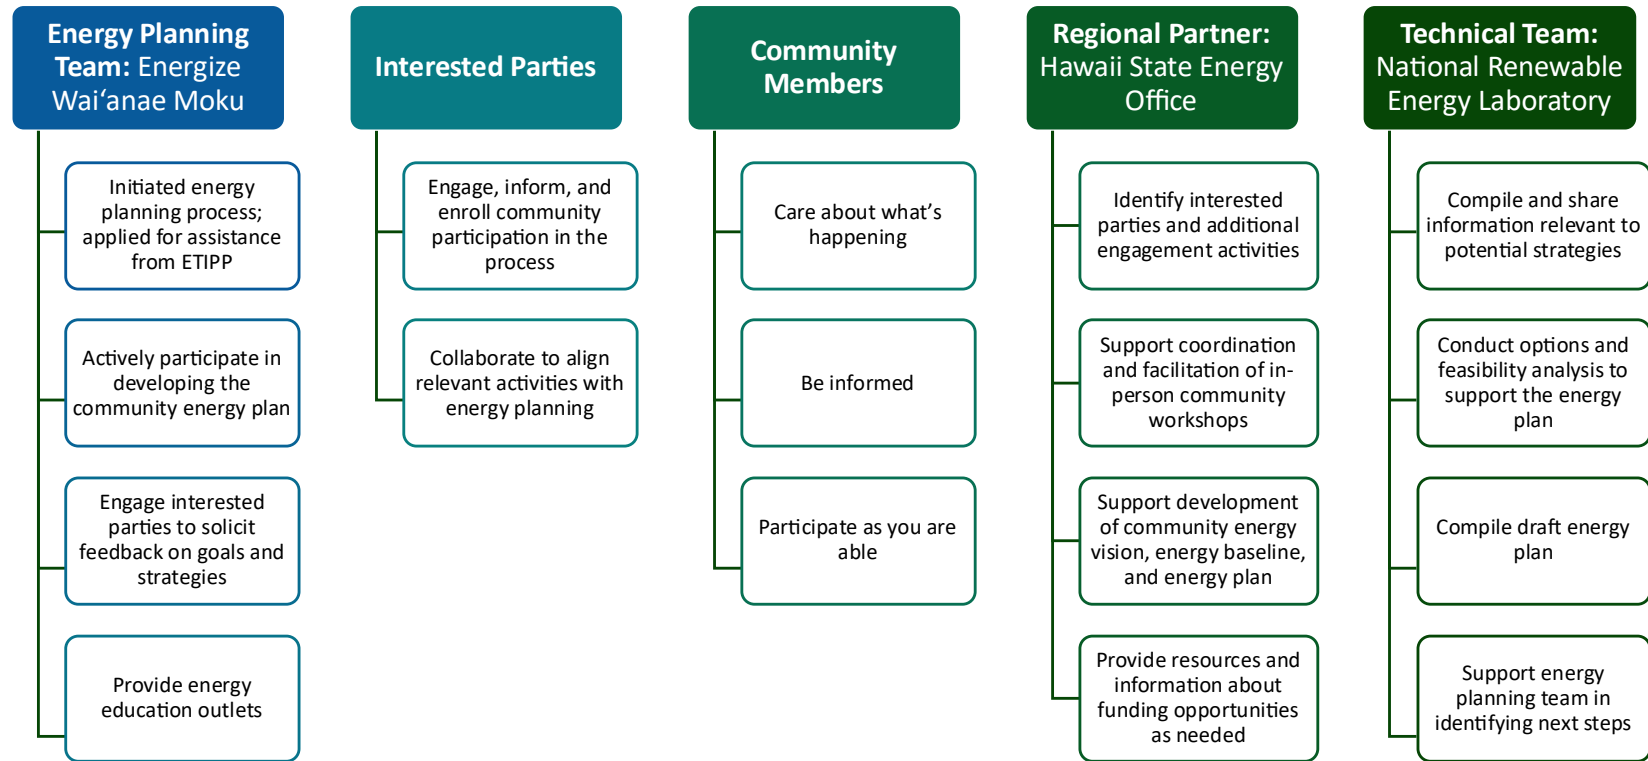 Energy Planning
Team: Energize
Wai‘anae Moku
Initiated energy
planning process;
applied for assistance
from ETIPP
Actively participate in
developing the
community energy plan
Engage interested
parties to solicit
feedback on goals and
strategies
Provide energy
education outlets
Interested Parties
Engage, inform, and
enroll community
participation in the
process
Collaborate to align
relevant activities with
energy planning
Community
Members
Care about what’s
happening
Be informed
Participate as you are
able
Regional Partner:
Hawaii State Energy
Office
Identify interested
parties and additional
engagement activities
Support coordination
and facilitation of in-
person community
workshops
Support development
of community energy
vision, energy baseline,
and energy plan
Provide resources and
information about
funding opportunities
as needed
Technical Team:
National Renewable
Energy Laboratory
Compile and share
information relevant to
potential strategies
Conduct options and
feasibility analysis to
support the energy
plan
Compile draft energy
plan
Support energy
planning team in
identifying next steps